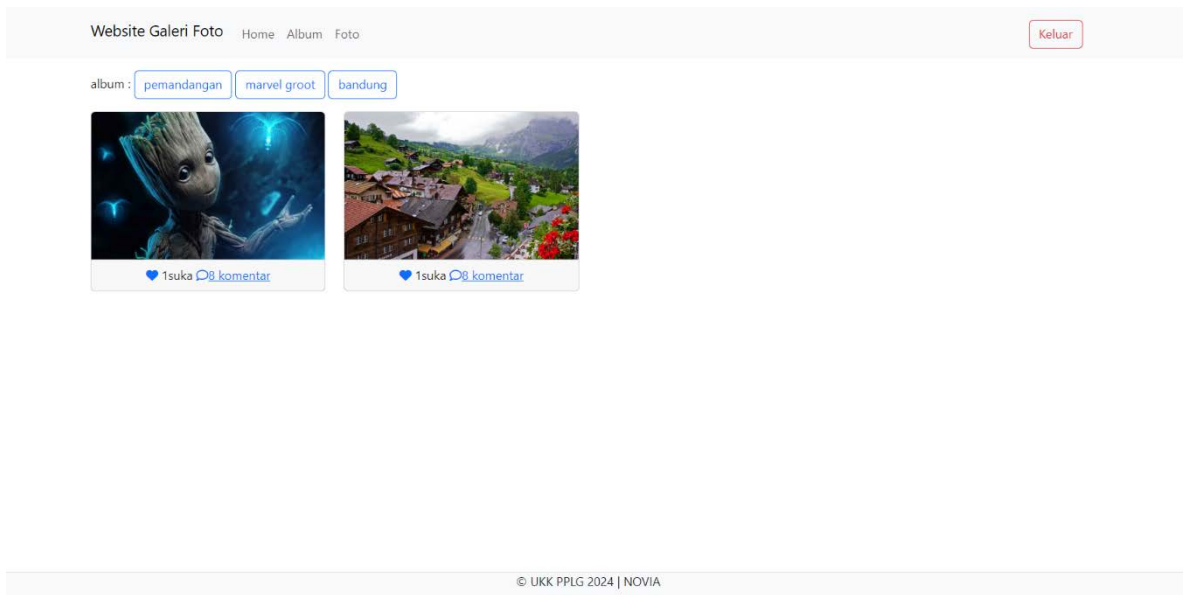 Website Galeri Foto Home Album Foto Keluar
album : pemandangan marvel groot bandung
1suka 8 komentar 1suka 8 komentar
© UKK PPLG 2024 | NOVIA